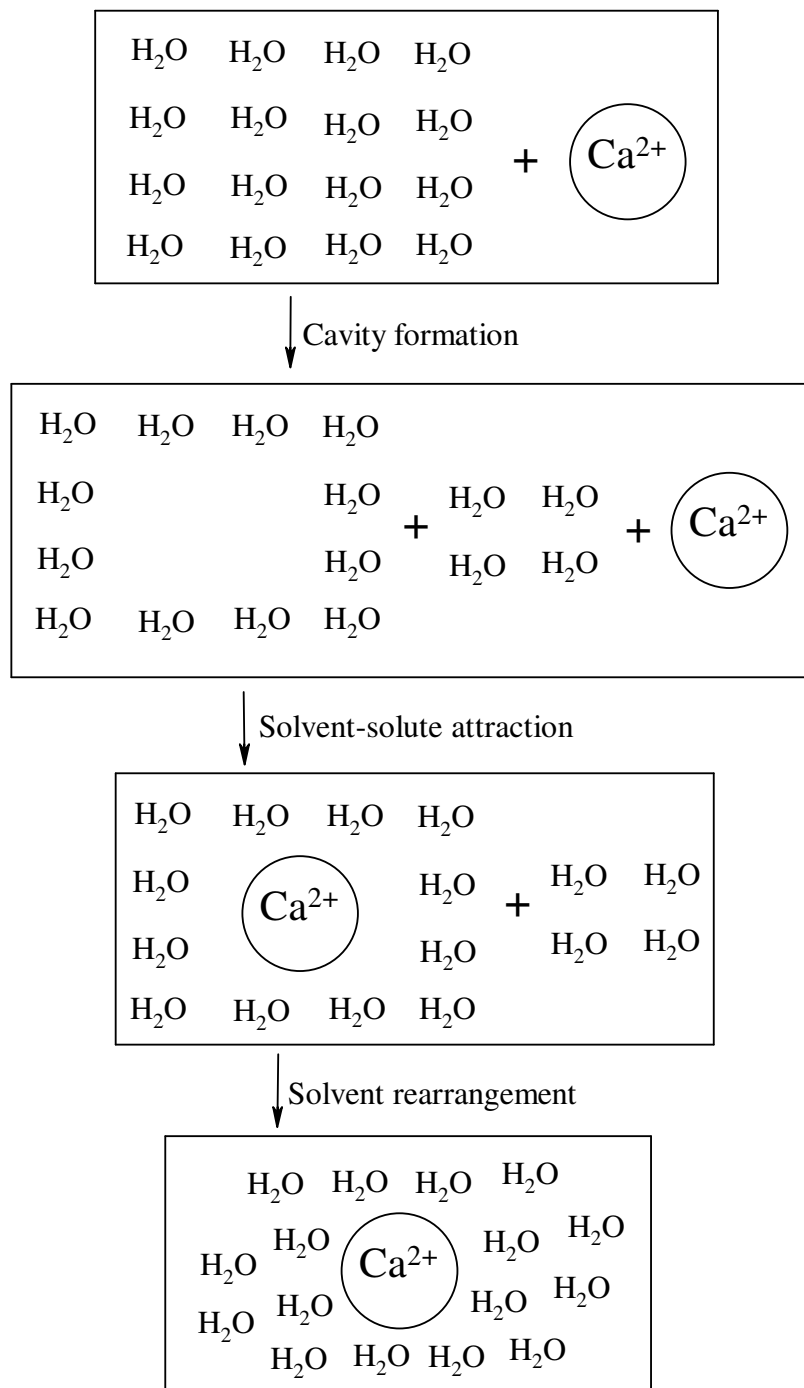 H₂O H₂O H₂O H₂O
H₂O H₂O H₂O H₂O
+ Ca²⁺
H₂O H₂O H₂O H₂O
H₂O H₂O H₂O H₂O
Cavity formation
H₂O H₂O H₂O H₂O
H₂O H₂O + H₂O H₂O + Ca²⁺
H₂O H₂O H₂O H₂O
H₂O H₂O H₂O H₂O
Solvent-solute attraction
H₂O H₂O H₂O H₂O
H₂O Ca²⁺ H₂O + H₂O H₂O
H₂O H₂O H₂O H₂O
H₂O H₂O H₂O H₂O
Solvent rearrangement
H₂O H₂O H₂O H₂O
H₂O H₂O Ca²⁺ H₂O H₂O
H₂O H₂O H₂O H₂O
H₂O H₂O H₂O H₂O